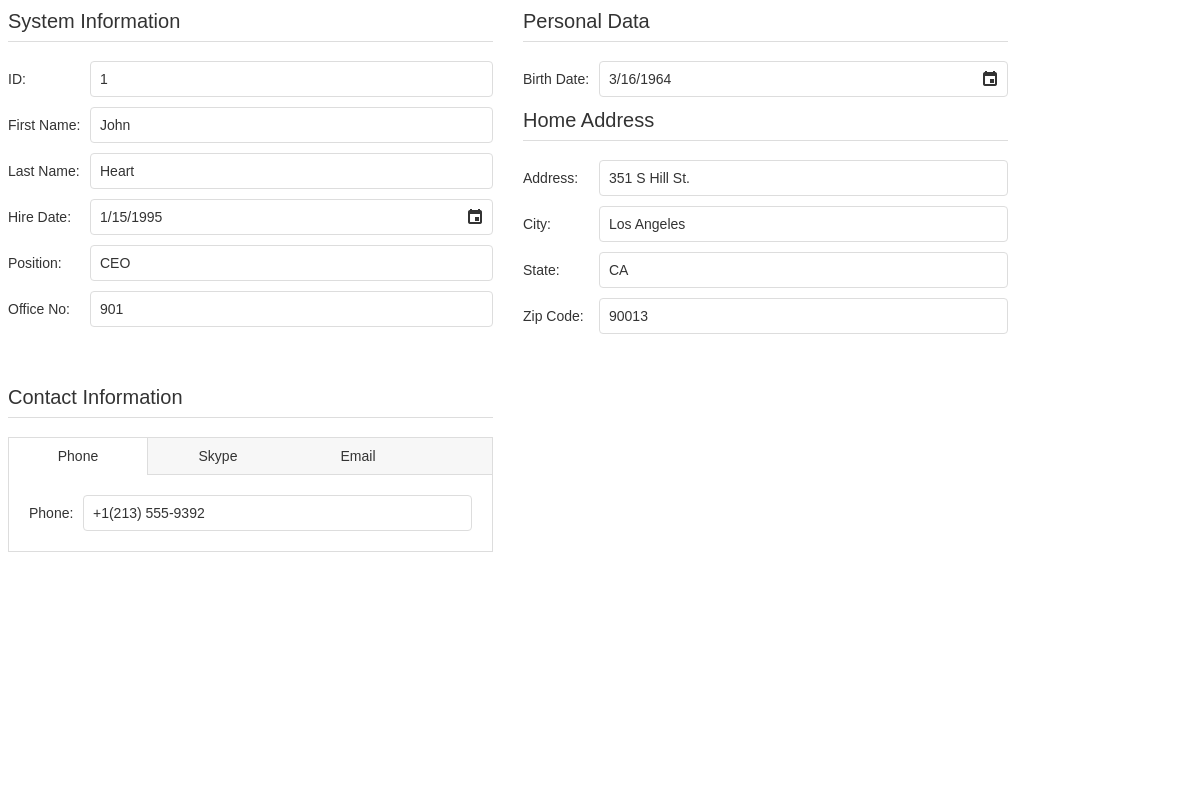 System Information
ID: 1
First Name: John
Last Name: Heart
Hire Date: 1/15/1995
Position: CEO
Office No: 901
Personal Data
Birth Date: 3/16/1964
Home Address
Address: 351 S Hill St.
City: Los Angeles
State: CA
Zip Code: 90013
Contact Information
Phone Skype Email
Phone: +1(213) 555-9392